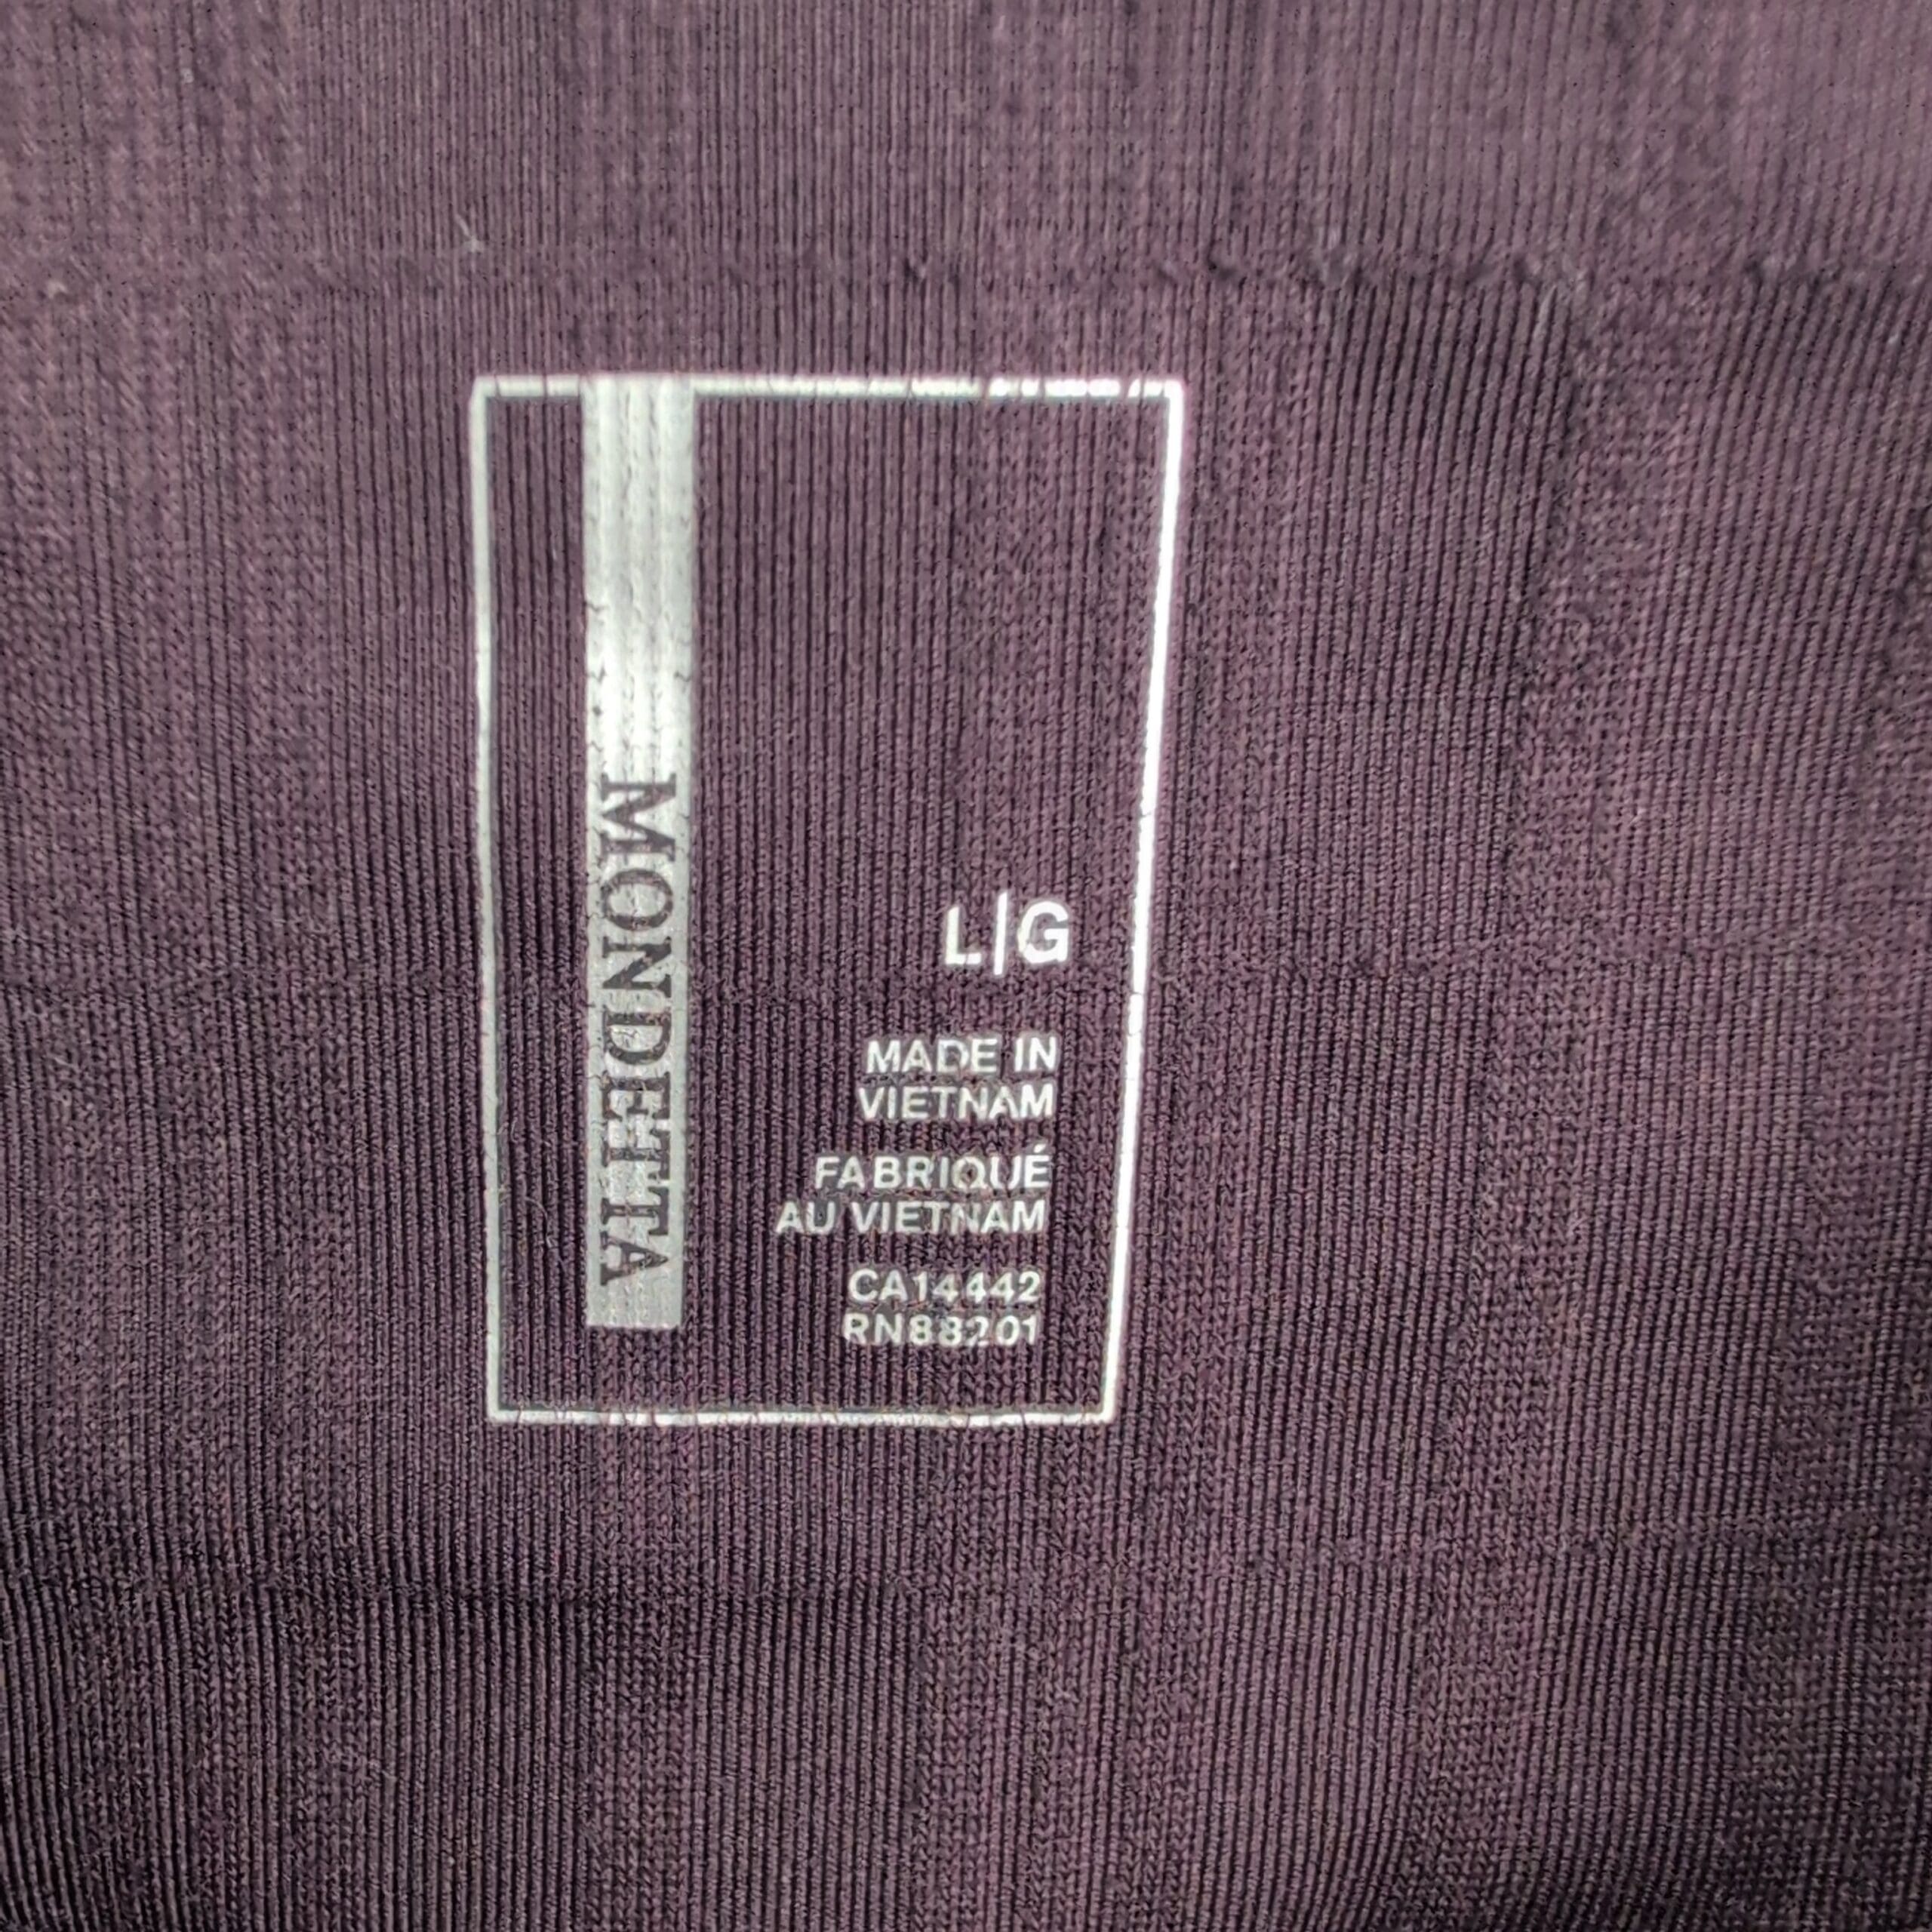 MONDETTA
L|G
MADE IN
VIETNAM
FABRIQUÉ
AU VIETNAM
CA14442
RN88201